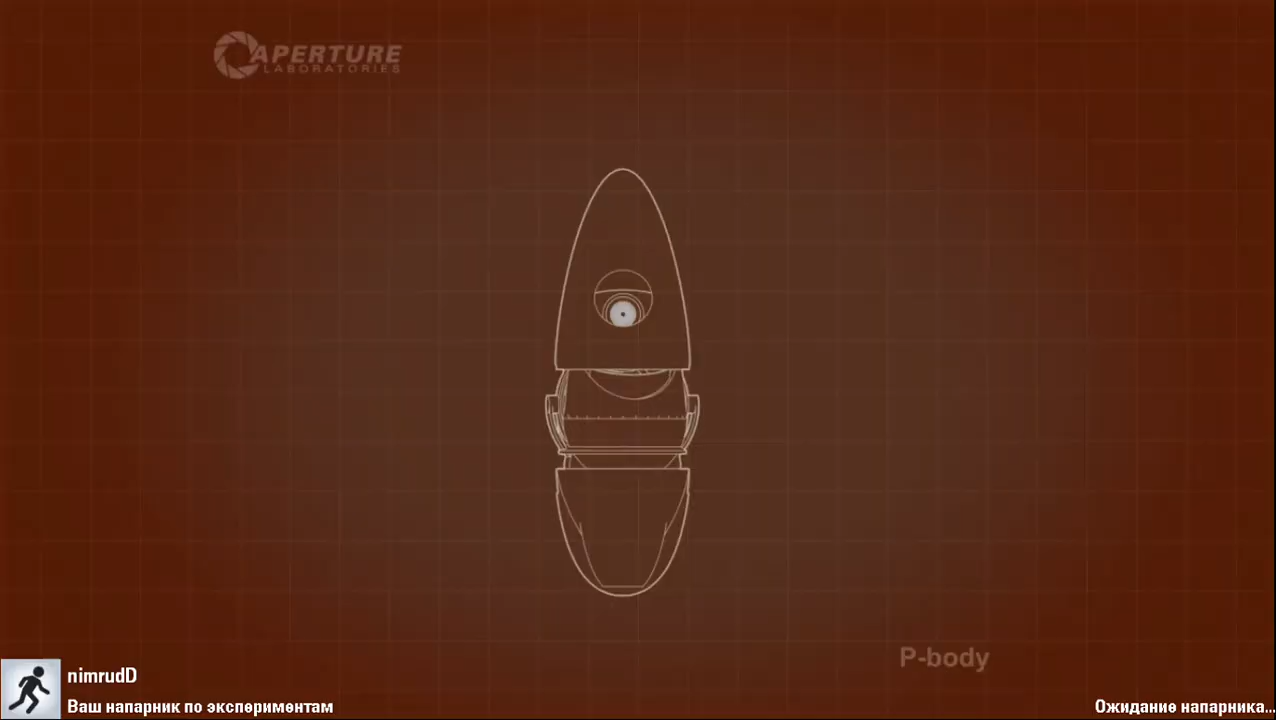 APERTURE
LABORATORIES
P-body
nimrudD
Ваш напарник по экспериментам
Ожидание напарника...